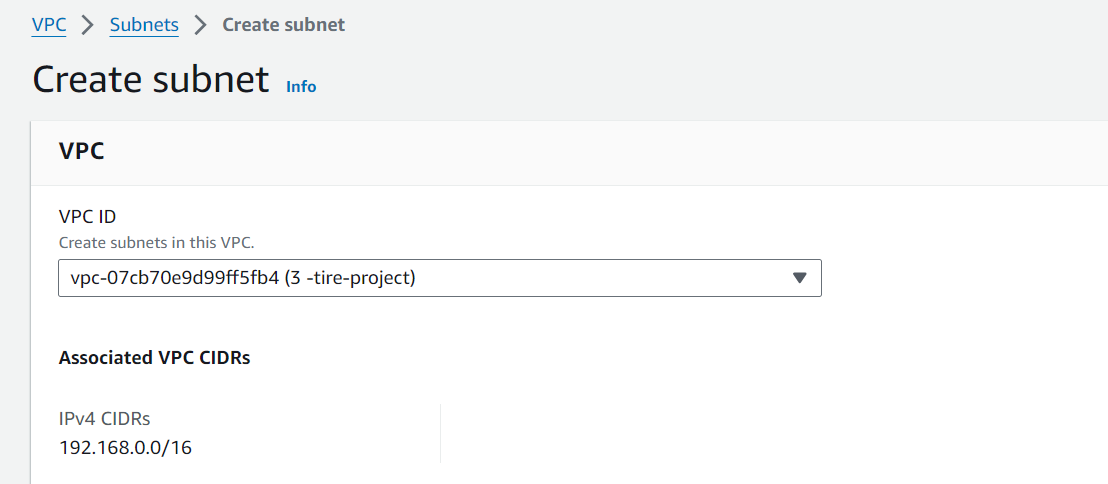 VPC > Subnets > Create subnet
Create subnet Info
VPC
VPC ID
Create subnets in this VPC.
vpc-07cb70e9d99ff5fb4 (3 -tire-project)
Associated VPC CIDRs
IPv4 CIDRs
192.168.0.0/16